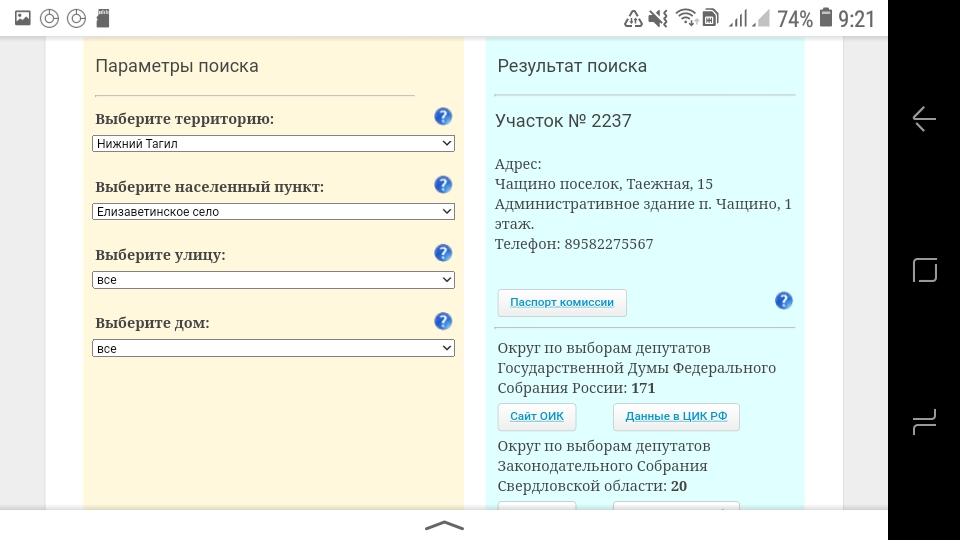 74% 9:21
Параметры поиска
Выберите территорию:
Нижний Тагил
Выберите населенный пункт:
Елизаветинское село
Выберите улицу:
все
Выберите дом:
все
Результат поиска
Участок № 2237
Адрес:
Чащино поселок, Таежная, 15
Административное здание п. Чащино, 1
этаж.
Телефон: 89582275567
Паспорт комиссии
Округ по выборам депутатов
Государственной Думы Федерального
Собрания России: 171
Сайт ОИК Данные в ЦИК РФ
Округ по выборам депутатов
Законодательного Собрания
Свердловской области: 20